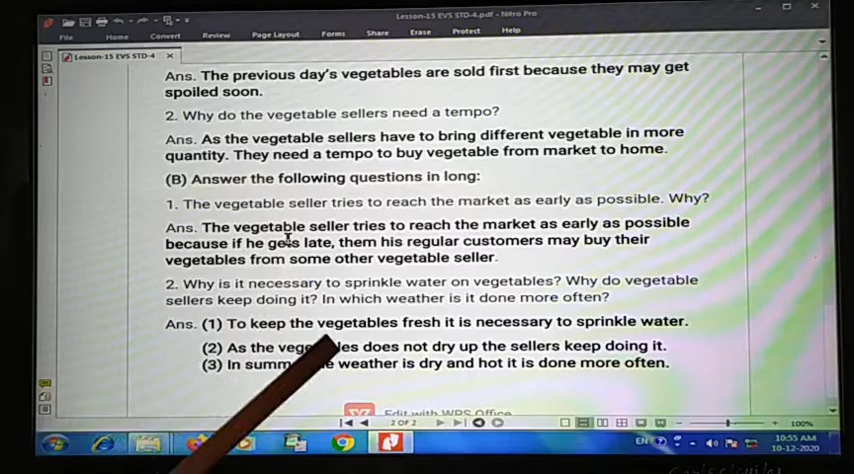 Lesson-15 EVS STD-4.pdf - Nitro Pro
File Home Convert Review Page Layout Forms Share Erase Protect Help
Lesson-15 EVS STD-4
Ans. The previous day's vegetables are sold first because they may get
spoiled soon.
2. Why do the vegetable sellers need a tempo?
Ans. As the vegetable sellers have to bring different vegetable in more
quantity. They need a tempo to buy vegetable from market to home.
(B) Answer the following questions in long:
1. The vegetable seller tries to reach the market as early as possible. Why?
Ans. The vegetable seller tries to reach the market as early as possible
because if he gets late, them his regular customers may buy their
vegetables from some other vegetable seller.
2. Why is it necessary to sprinkle water on vegetables? Why do vegetable
sellers keep doing it? In which weather is it done more often?
Ans. (1) To keep the vegetables fresh it is necessary to sprinkle water.
(2) As the vegetables does not dry up the sellers keep doing it.
(3) In summ weather is dry and hot it is done more often.
Edit with WPS Office
2 OF 2 100%
EN 10:55 AM
10-12-2020